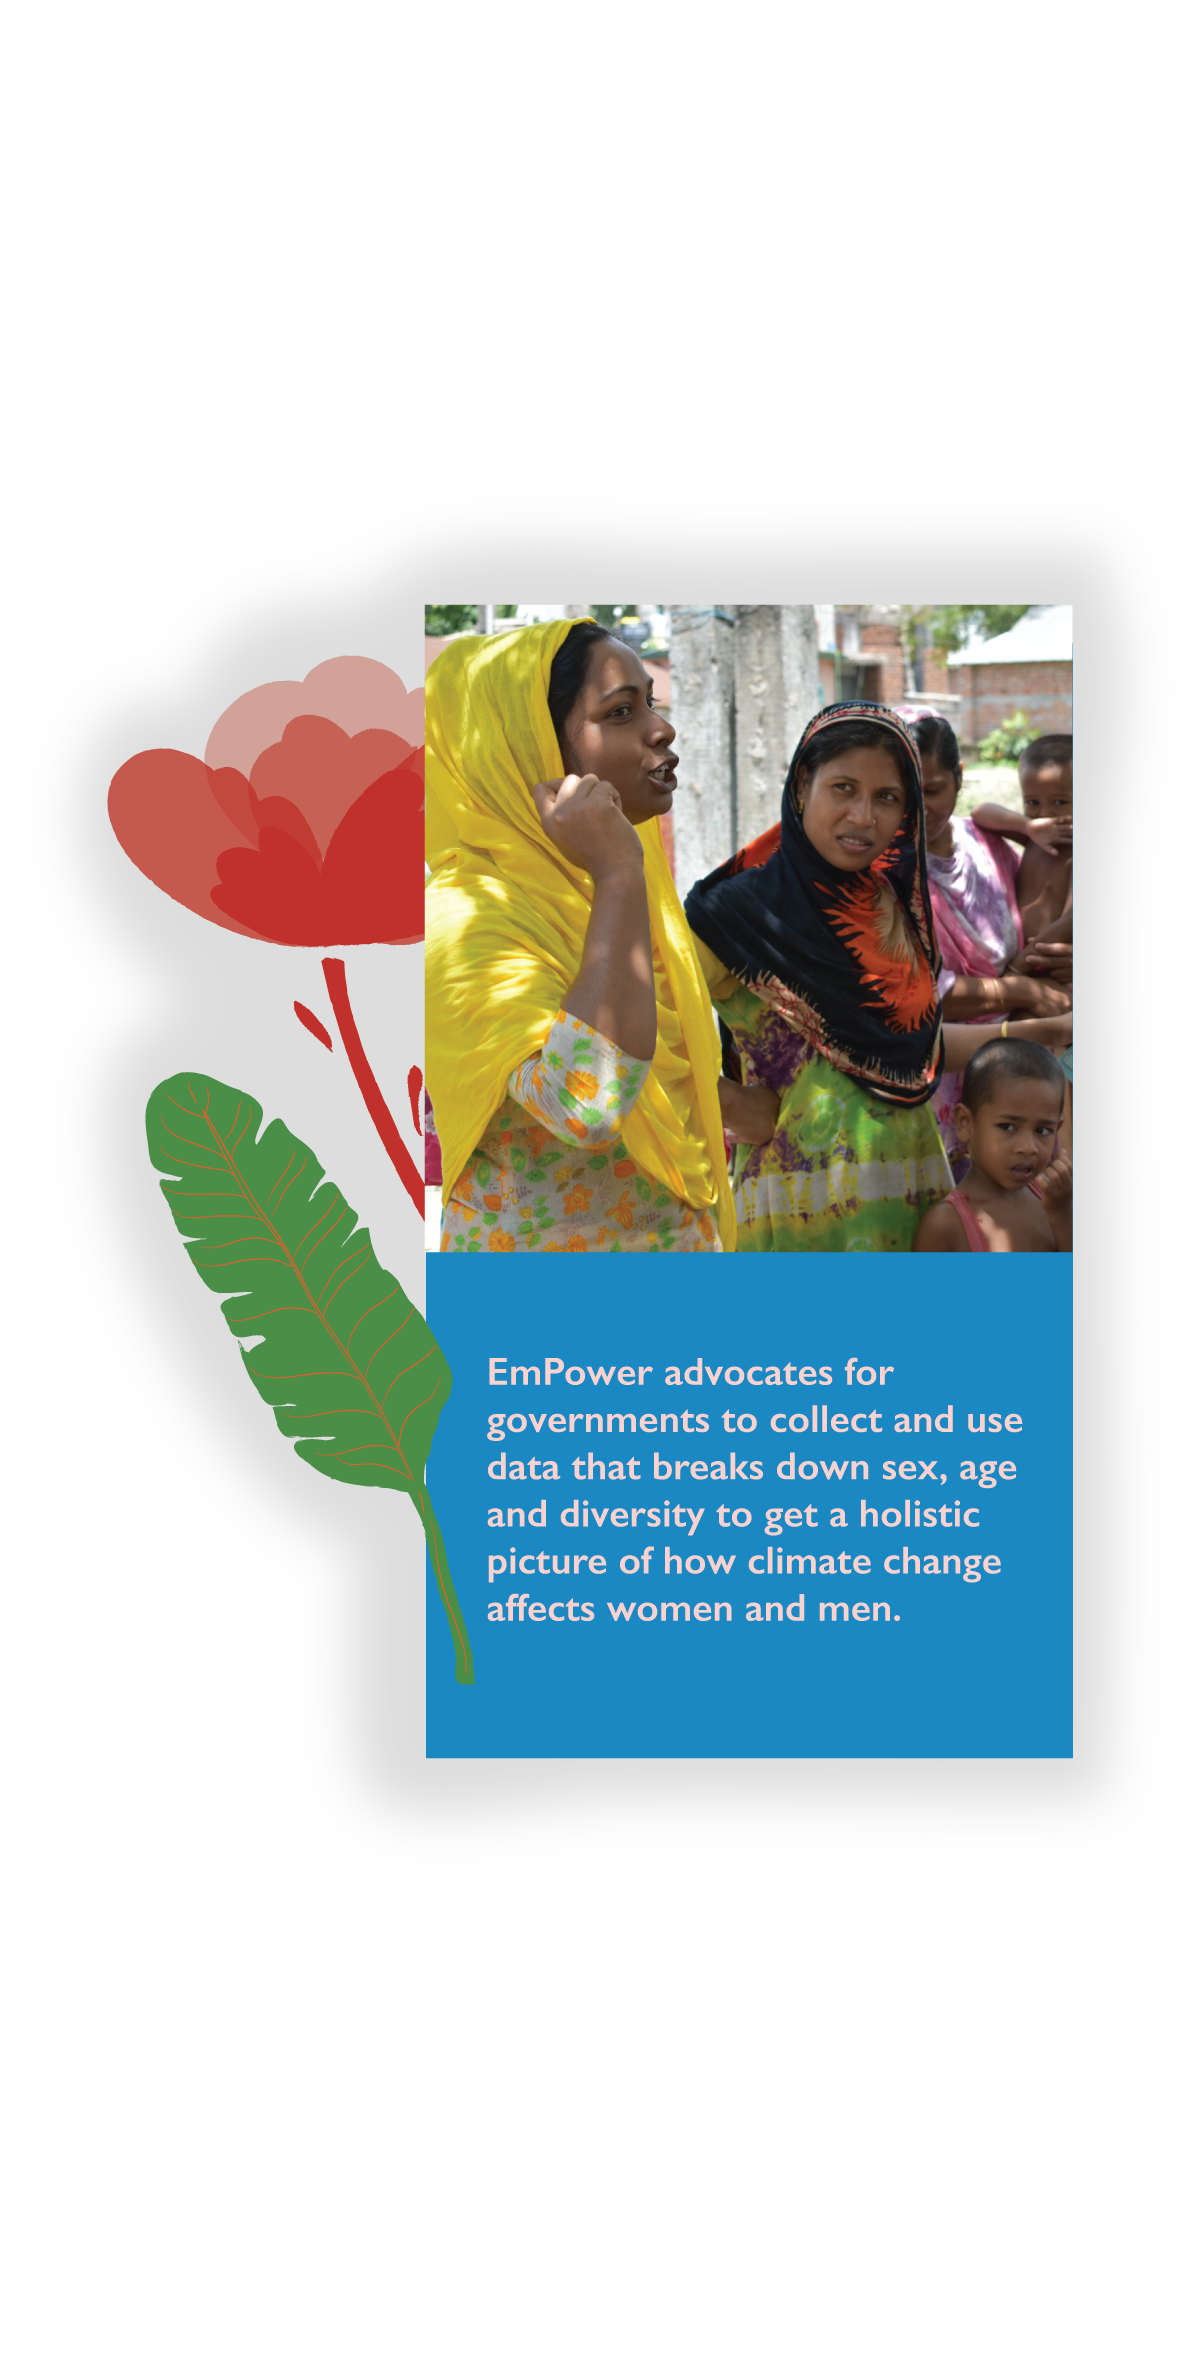 EmPower advocates for
governments to collect and use
data that breaks down sex, age
and diversity to get a holistic
picture of how climate change
affects women and men.